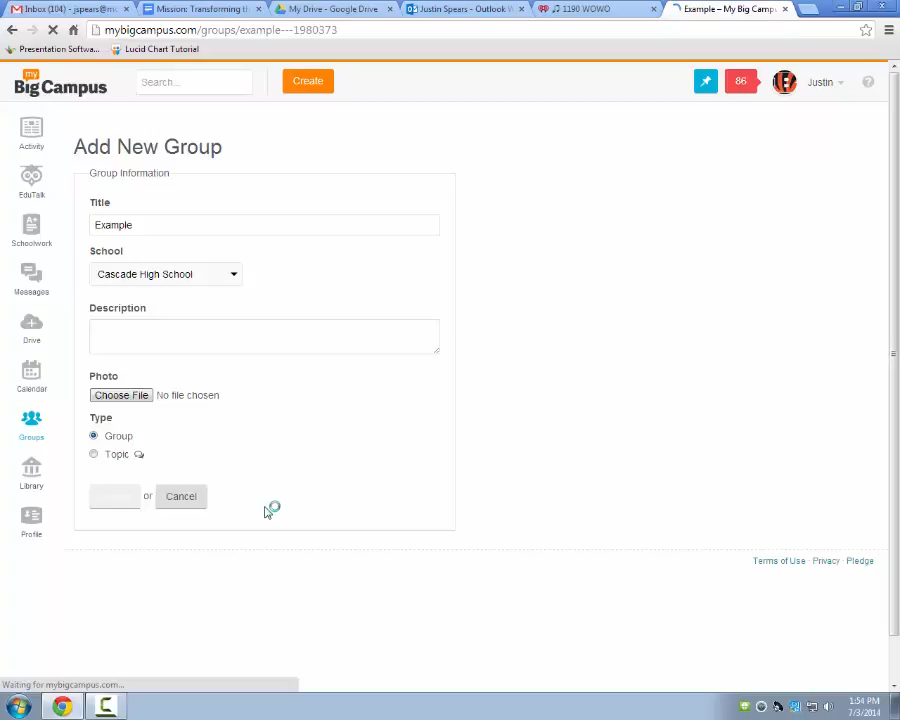 Inbox (104) - jspears@mc
Mission: Transforming th
My Drive - Google Drive
Justin Spears - Outlook W
1190 WOWO
Example – My Big Campu
mybigcampus.com/groups/example---1980373
Presentation Softwa...
Lucid Chart Tutorial
my
Big Campus
Search...
Create
86
Justin
Activity
EduTalk
Schoolwork
Messages
Drive
Calendar
Groups
Library
Profile
Add New Group
Group Information
Title
Example
School
Cascade High School
Description
Photo
Choose File No file chosen
Type
Group
Topic
or Cancel
Terms of Use · Privacy · Pledge
Waiting for mybigcampus.com...
1:54 PM
7/3/2014